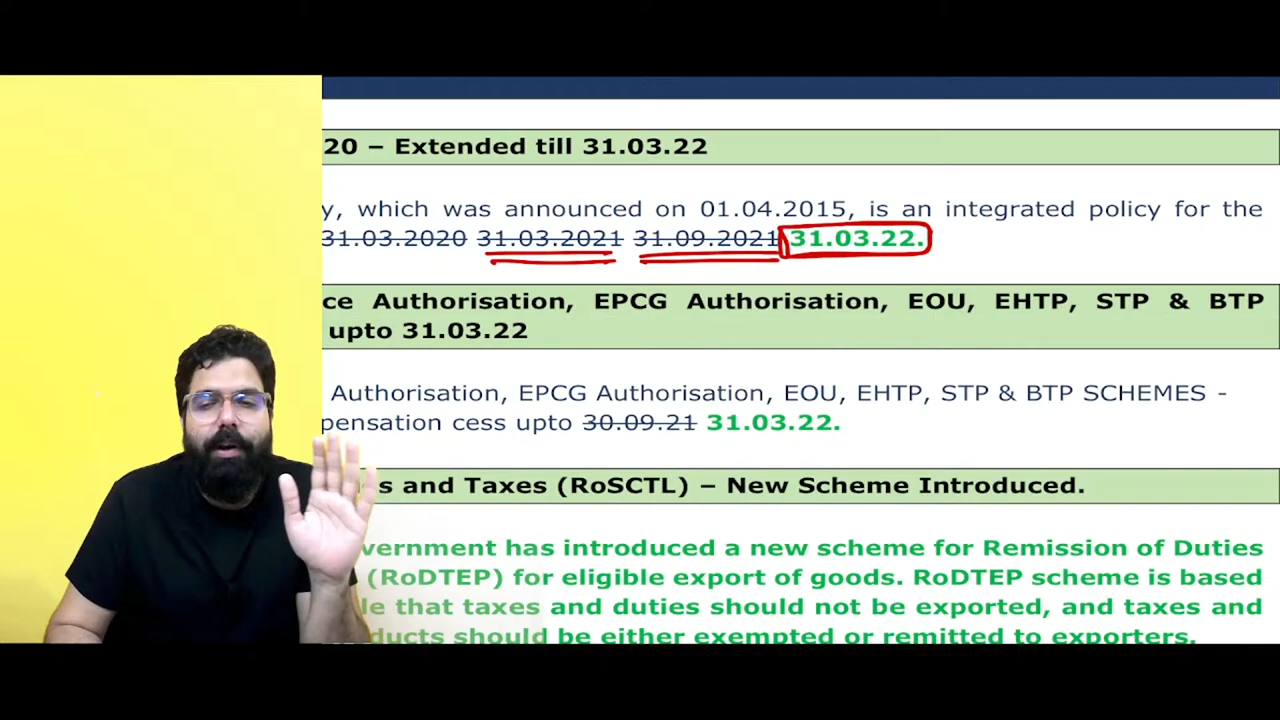 20 – Extended till 31.03.22
y, which was announced on 01.04.2015, is an integrated policy for the
31.03.2020 31.03.2021 31.09.2021 31.03.22.
ce Authorisation, EPCG Authorisation, EOU, EHTP, STP & BTP
upto 31.03.22
Authorisation, EPCG Authorisation, EOU, EHTP, STP & BTP SCHEMES -
pensation cess upto 30.09.21 31.03.22.
s and Taxes (RoSCTL) – New Scheme Introduced.
vernment has introduced a new scheme for Remission of Duties
(RoDTEP) for eligible export of goods. RoDTEP scheme is based
le that taxes and duties should not be exported, and taxes and
ducts should be either exempted or remitted to exporters.